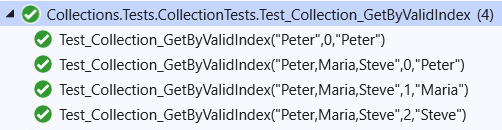 Collections.Tests.CollectionTests.Test_Collection_GetByValidIndex (4)
Test_Collection_GetByValidIndex("Peter",0,"Peter")
Test_Collection_GetByValidIndex("Peter,Maria,Steve",0,"Peter")
Test_Collection_GetByValidIndex("Peter,Maria,Steve",1,"Maria")
Test_Collection_GetByValidIndex("Peter,Maria,Steve",2,"Steve")